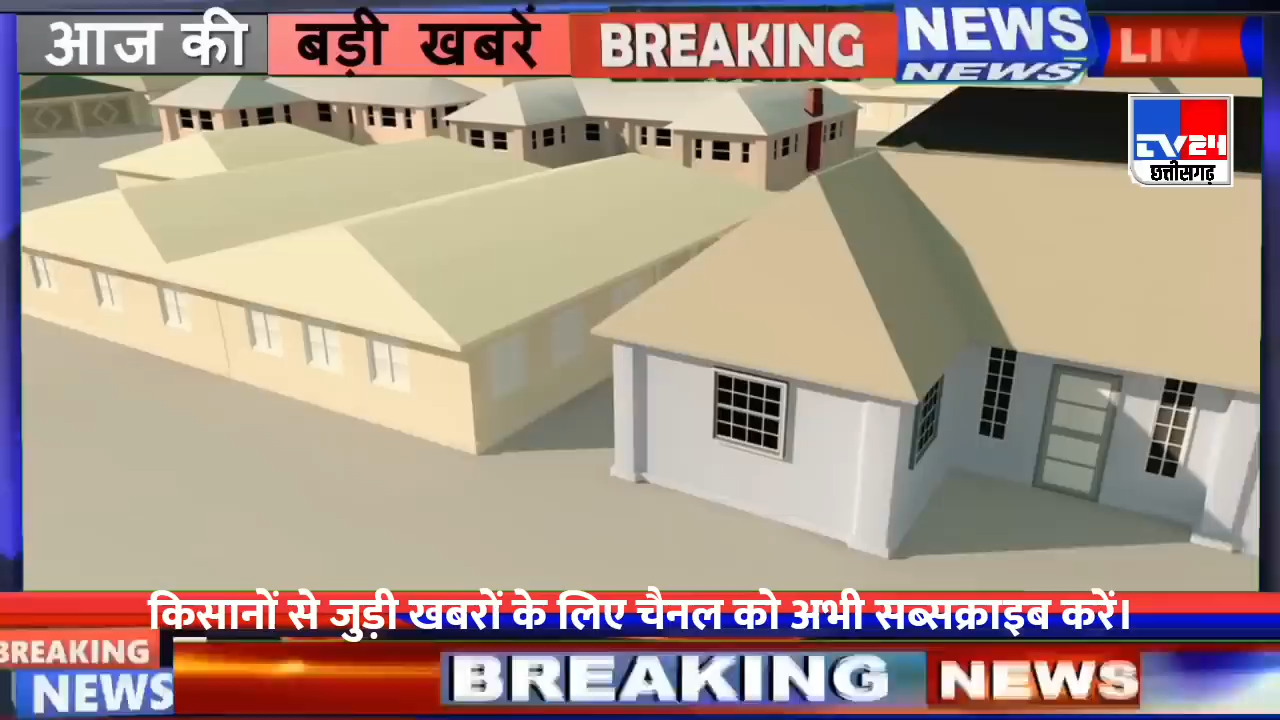 आज की बड़ी खबरें BREAKING NEWS LIV
NEWS
TV24
छत्तीसगढ़
किसानों से जुड़ी खबरों के लिए चैनल को अभी सब्सक्राइब करें।
BREAKING
NEWS
BREAKING NEWS